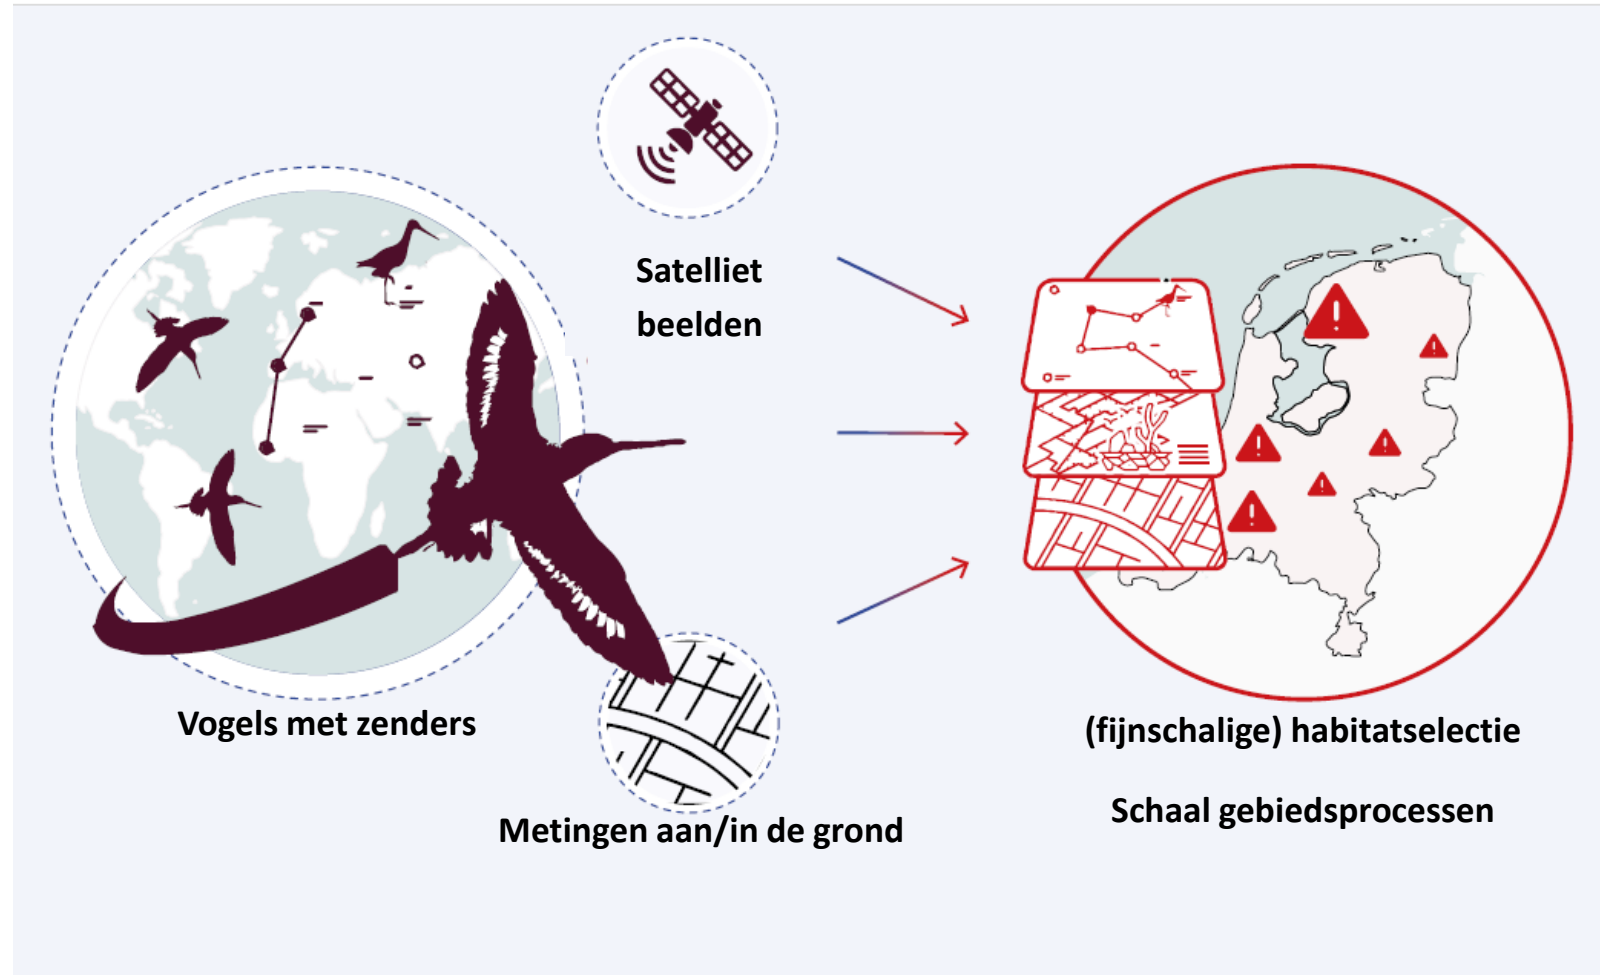 Satelliet
beelden
Vogels met zenders
Metingen aan/in de grond
(fijnschalige) habitatselectie
Schaal gebiedsprocessen